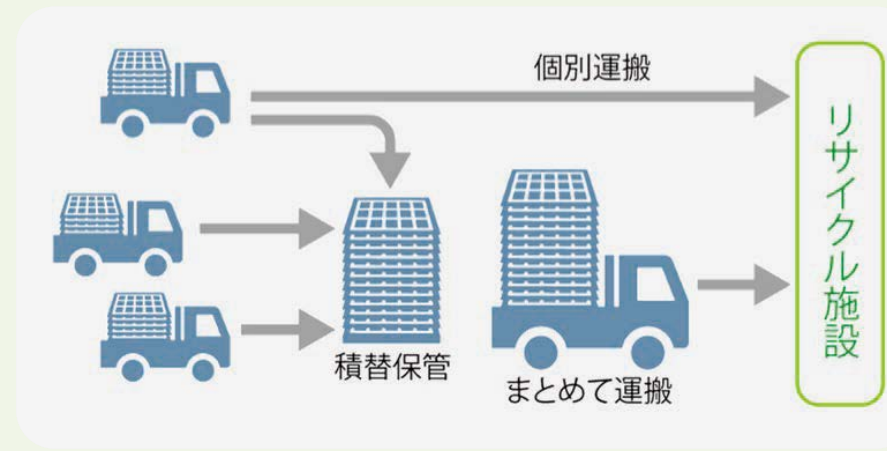 個別運搬
リサイクル施設
積替保管
まとめて運搬